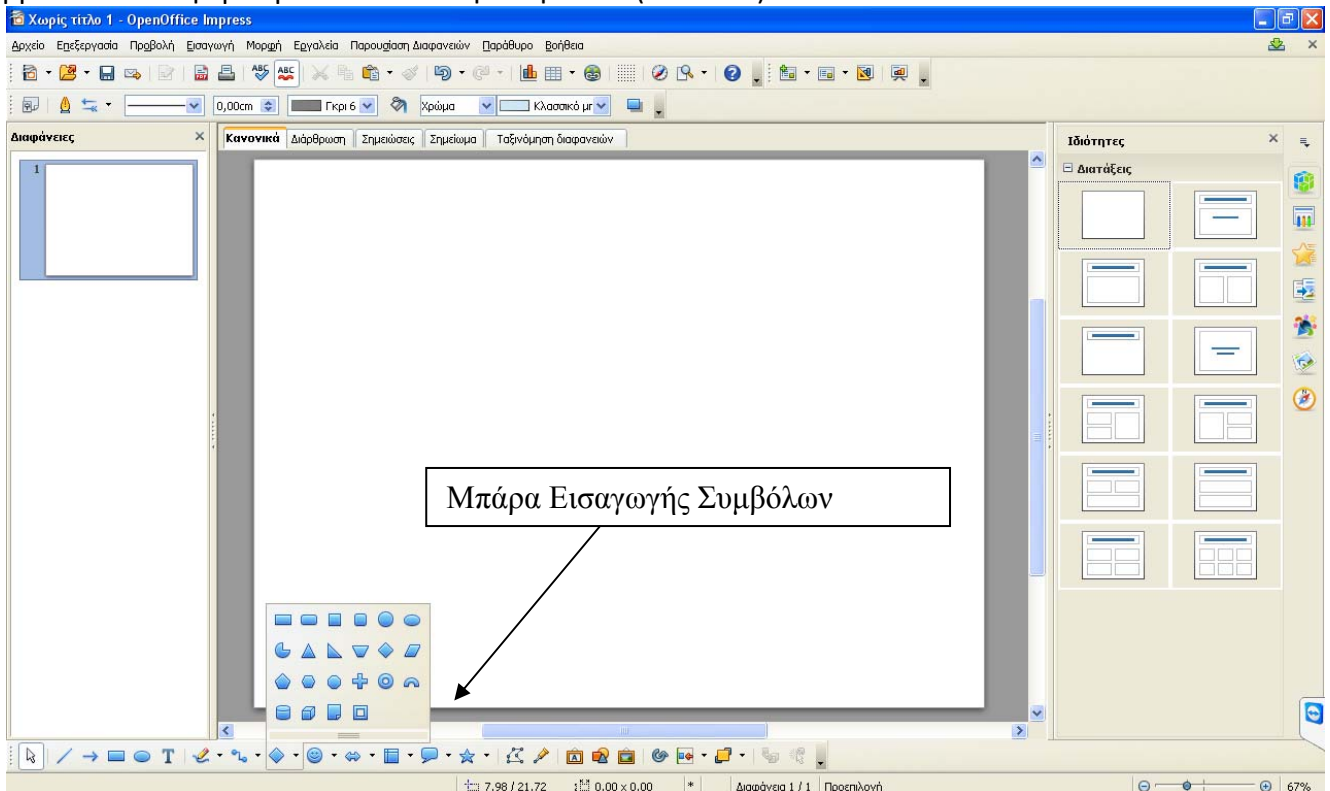 Χωρίς τίτλο 1 - OpenOffice Impress
Αρχείο Επεξεργασία Προβολή Εισαγωγή Μορφή Εργαλεία Παρουσίαση Διαφανειών Παράθυρο Βοήθεια
0,00cm Γκρι 6 Χρώμα Κλασσικό μπ
Διαφάνειες
Κανονικά Διάρθρωση Σημειώσεις Σημείωμα Ταξινόμηση διαφανειών
Ιδιότητες
1
Διατάξεις
Μπάρα Εισαγωγής Συμβόλων
7.98 / 21.72 0.00 x 0.00 * Διαφάνεια 1 / 1 Προεπιλογή 67%